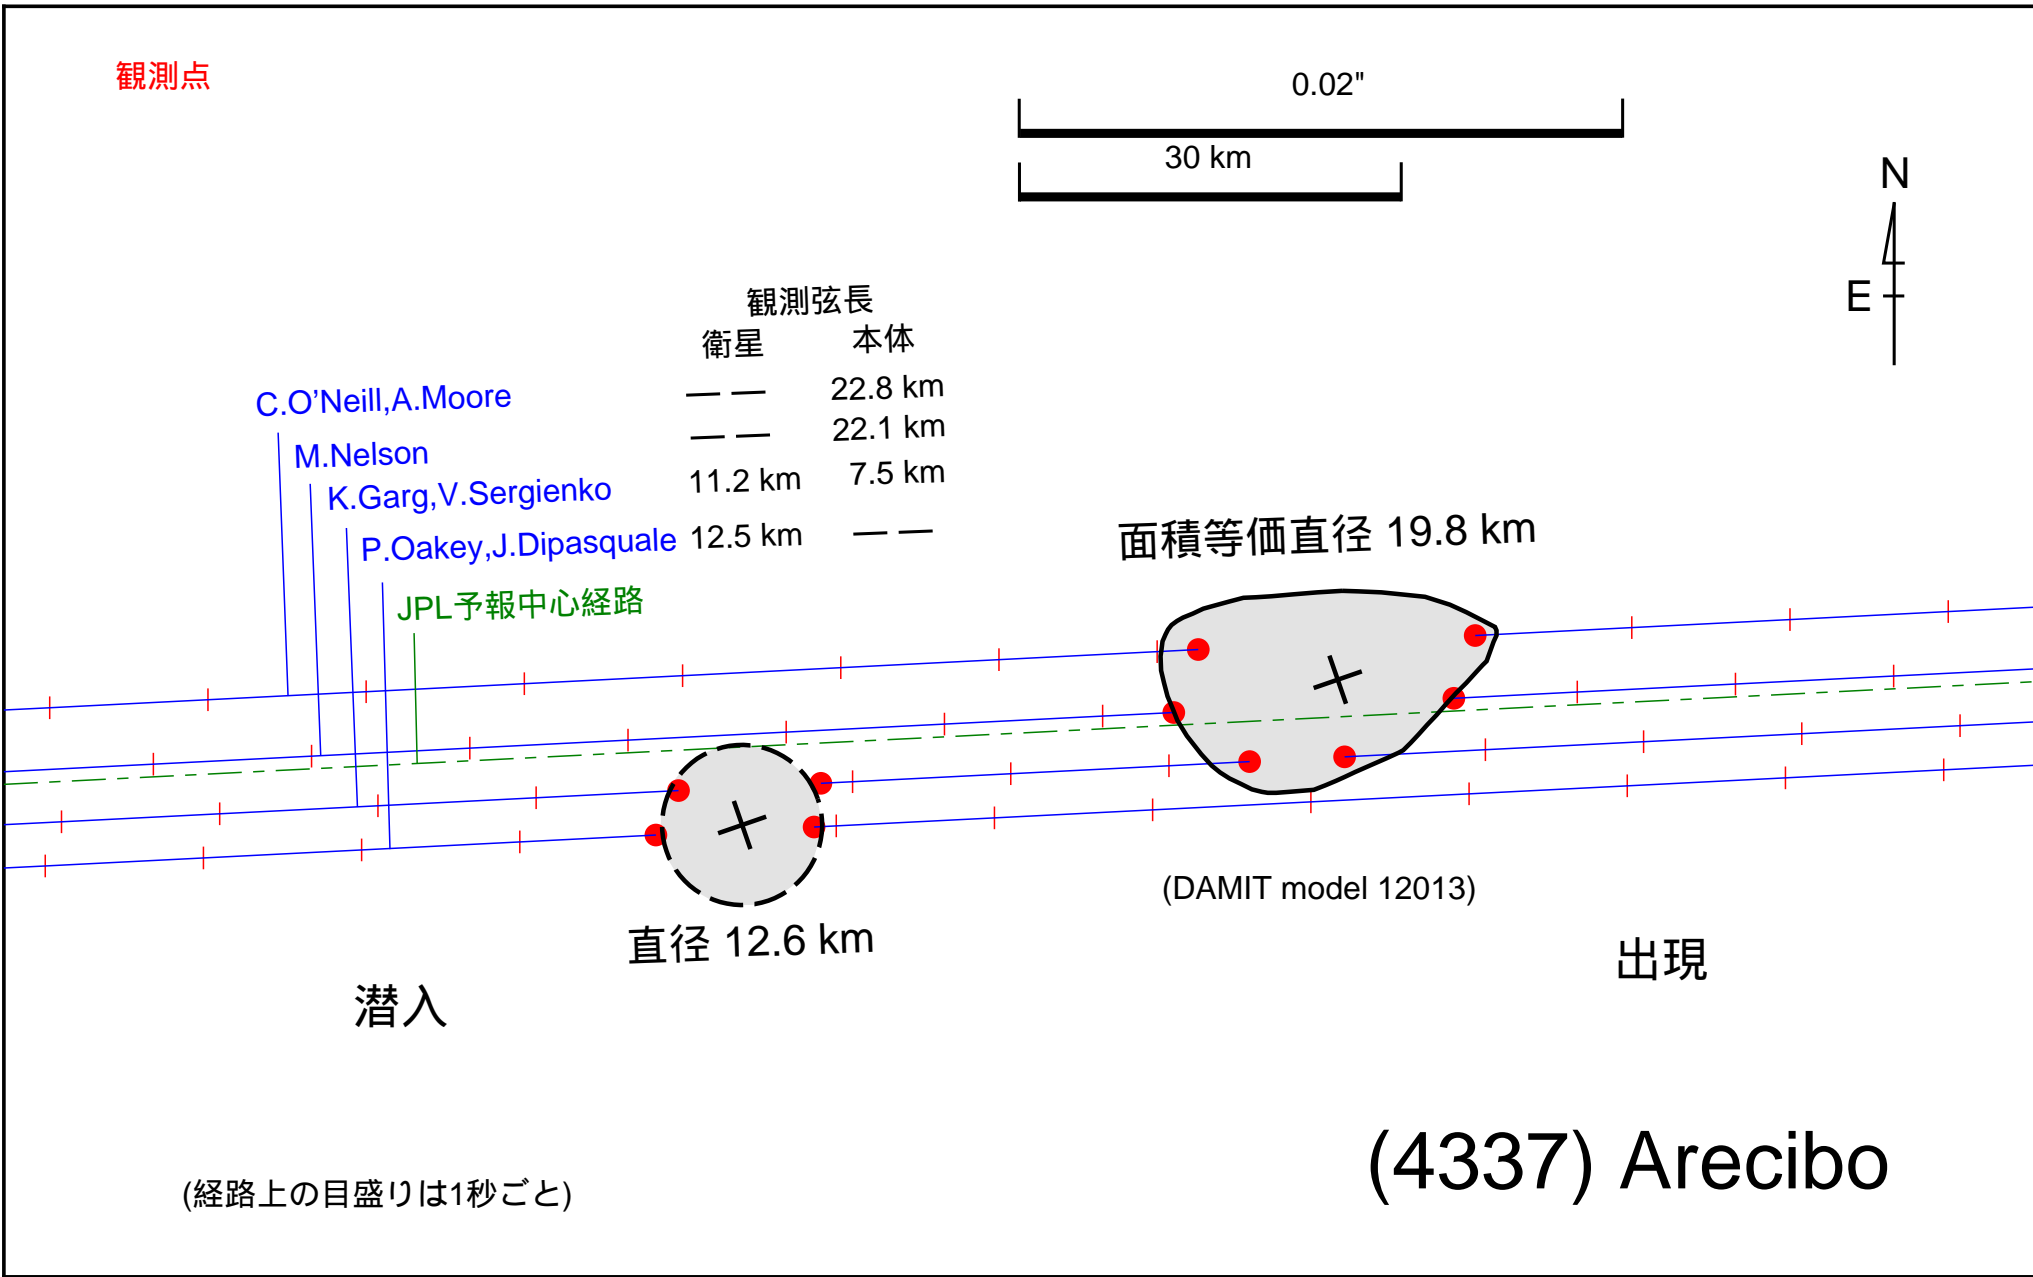 観測点
0.02"
30 km
N
E
観測弦長
衛星 本体
C.O'Neill,A.Moore — — 22.8 km
M.Nelson — — 22.1 km
K.Garg,V.Sergienko 11.2 km 7.5 km
P.Oakey,J.Dipasquale 12.5 km — —
JPL予報中心経路
面積等価直径 19.8 km
(DAMIT model 12013)
直径 12.6 km
出現
潜入
(4337) Arecibo
(経路上の目盛りは1秒ごと)